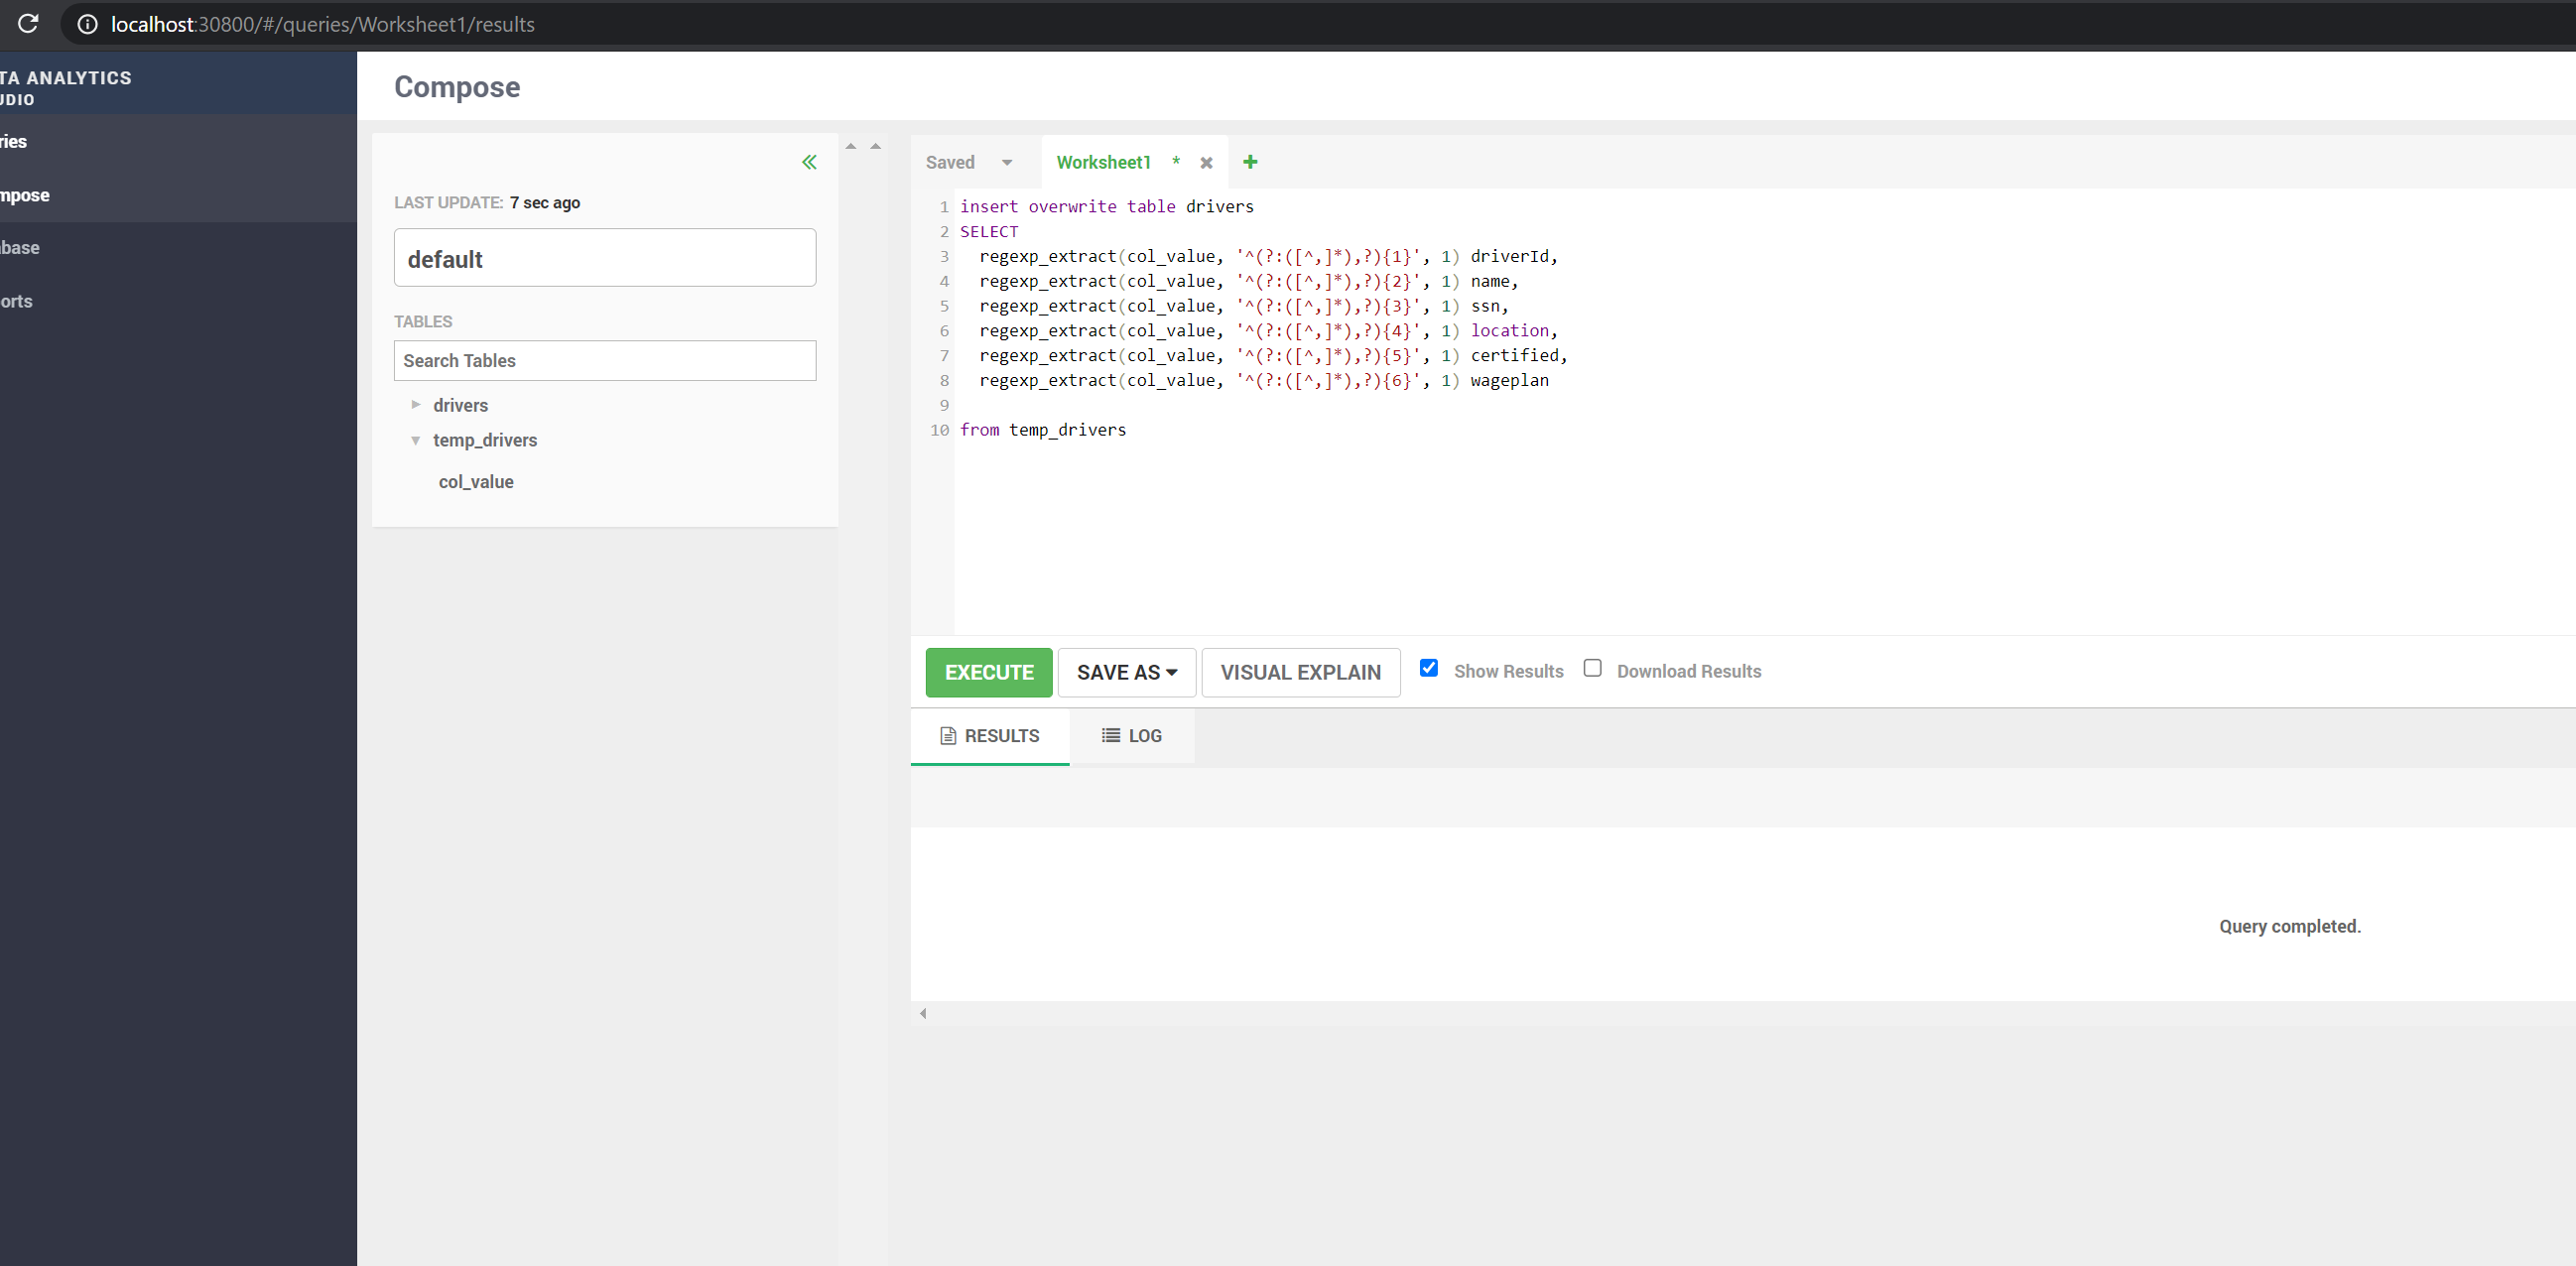 localhost:30800/#/queries/Worksheet1/results
TA ANALYTICS
UDIO
ries
mpose
base
orts
Compose
LAST UPDATE: 7 sec ago
default
TABLES
Search Tables
drivers
temp_drivers
col_value
Saved
Worksheet1 *
1 insert overwrite table drivers
2 SELECT
3 regexp_extract(col_value, '^(?:([^,]*),?){1}', 1) driverId,
4 regexp_extract(col_value, '^(?:([^,]*),?){2}', 1) name,
5 regexp_extract(col_value, '^(?:([^,]*),?){3}', 1) ssn,
6 regexp_extract(col_value, '^(?:([^,]*),?){4}', 1) location,
7 regexp_extract(col_value, '^(?:([^,]*),?){5}', 1) certified,
8 regexp_extract(col_value, '^(?:([^,]*),?){6}', 1) wageplan
9
10 from temp_drivers
EXECUTE SAVE AS VISUAL EXPLAIN Show Results Download Results
RESULTS LOG
Query completed.